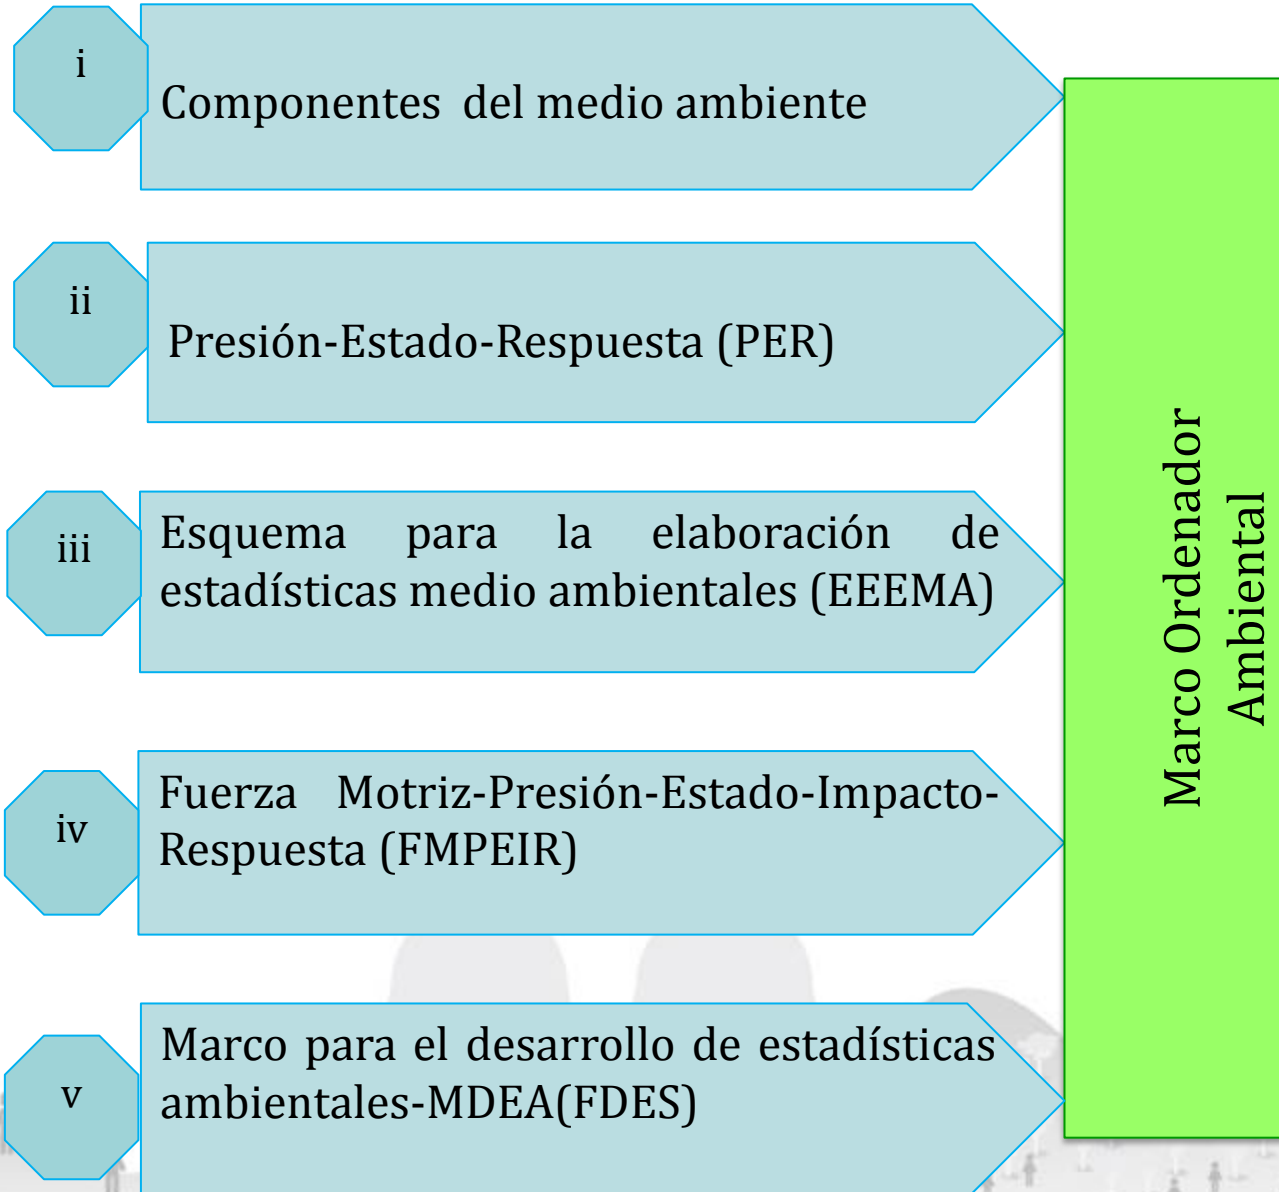 i
Componentes del medio ambiente
ii
Presión-Estado-Respuesta (PER)
iii
Esquema para la elaboración de
estadísticas medio ambientales (EEEMA)
iv
Fuerza Motriz-Presión-Estado-Impacto-
Respuesta (FMPEIR)
v
Marco para el desarrollo de estadísticas
ambientales-MDEA(FDES)
Marco Ordenador
Ambiental